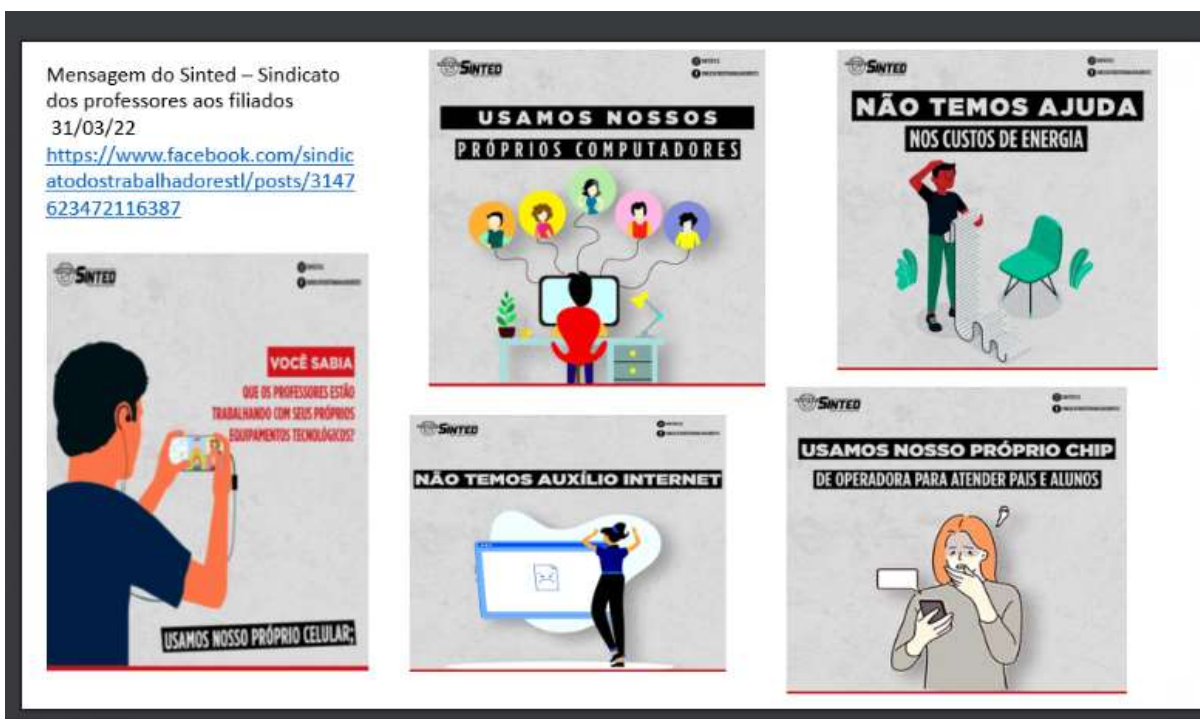 Mensagem do Sinted – Sindicato
dos professores aos filiados
31/03/22
https://www.facebook.com/sindic
atodostrabalhadorestl/posts/3147
623472116387
SINTED
VOCÊ SABIA
QUE OS PROFESSORES ESTÃO
TRABALHANDO COM SEUS PRÓPRIOS
EQUIPAMENTOS TECNOLÓGICOS?
USAMOS NOSSO PRÓPRIO CELULAR;
SINTED
USAMOS NOSSOS
PRÓPRIOS COMPUTADORES
SINTED
NÃO TEMOS AJUDA
NOS CUSTOS DE ENERGIA
SINTED
NÃO TEMOS AUXÍLIO INTERNET
SINTED
USAMOS NOSSO PRÓPRIO CHIP
DE OPERADORA PARA ATENDER PAIS E ALUNOS